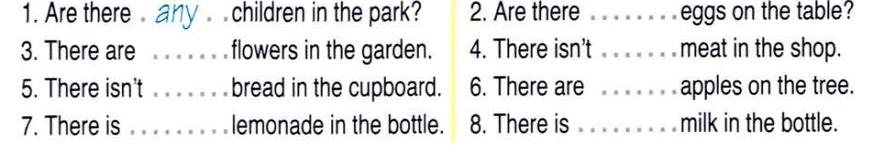 1. Are there . any . . children in the park?
2. Are there ........ eggs on the table?
3. There are ....... flowers in the garden.
4. There isn't ....... meat in the shop.
5. There isn't ....... bread in the cupboard.
6. There are ....... apples on the tree.
7. There is ......... lemonade in the bottle.
8. There is ......... milk in the bottle.